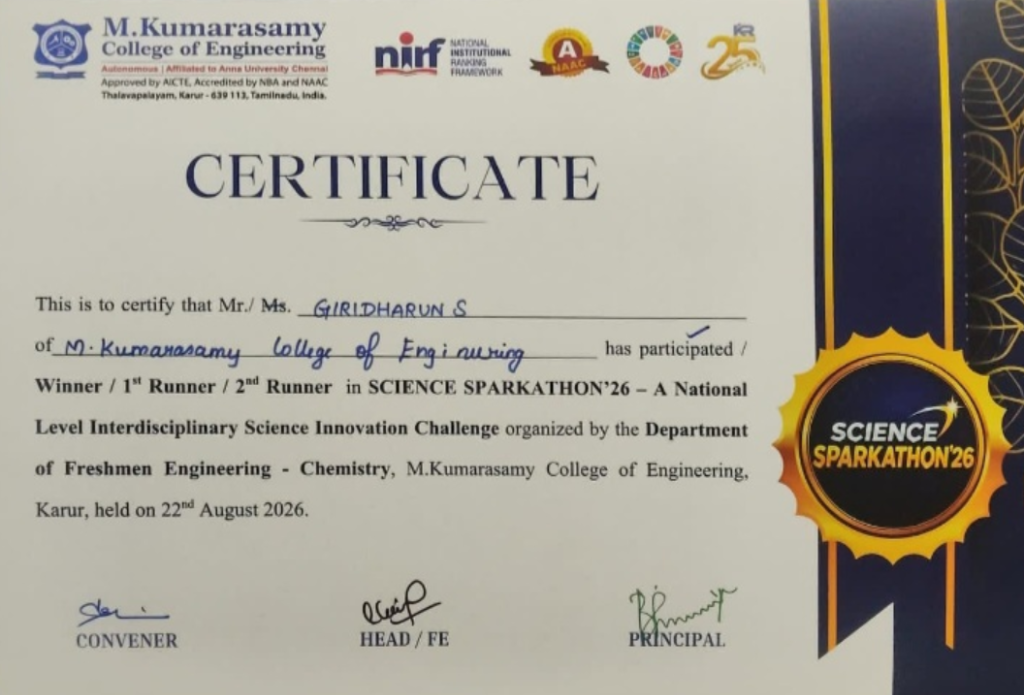 M.Kumarasamy
College of Engineering
Autonomous | Affiliated to Anna University Chennai
Approved by AICTE, Accredited by NBA and NAAC
Thalavapalayam, Karur - 639 113, Tamilnadu, India.
nirf NATIONAL
INSTITUTIONAL
RANKING
FRAMEWORK
A
NAAC
KR
25
CERTIFICATE
This is to certify that Mr./ Ms. GIRIDHARUN S
of M.Kumarasamy College of Enginuring has participated /
Winner / 1st Runner / 2nd Runner in SCIENCE SPARKATHON'26 – A National
Level Interdisciplinary Science Innovation Challenge organized by the Department
of Freshmen Engineering - Chemistry, M.Kumarasamy College of Engineering,
Karur, held on 22nd August 2026.
SCIENCE
SPARKATHON'26
CONVENER
HEAD / FE
PRINCIPAL